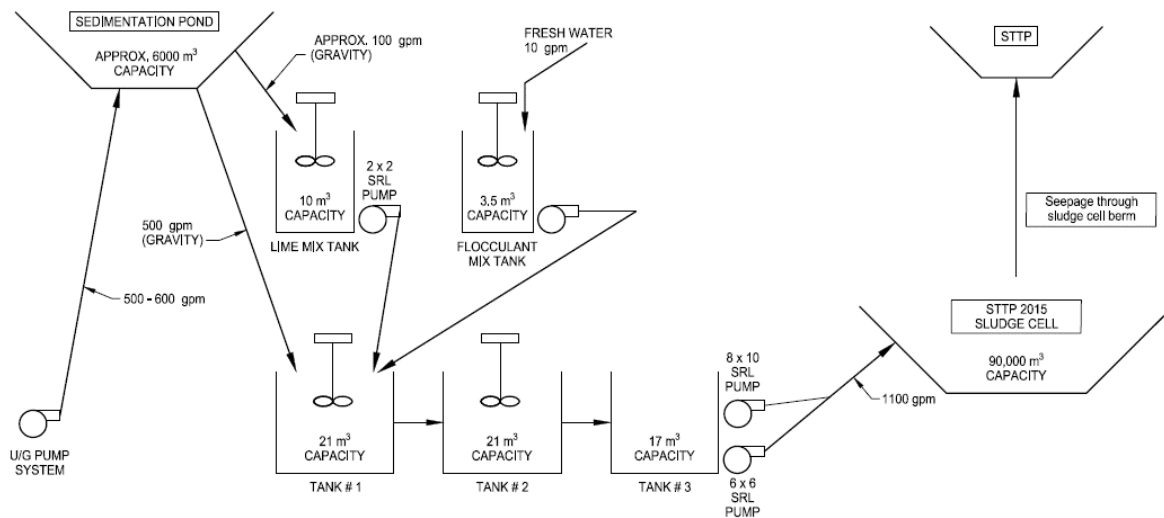 SEDIMENTATION POND
APPROX. 6000 m³
CAPACITY
APPROX. 100 gpm
(GRAVITY)
FRESH WATER
10 gpm
STTP
10 m³
CAPACITY
2 x 2
SRL
PUMP
LIME MIX TANK
3.5 m³
CAPACITY
FLOCCULANT
MIX TANK
500 gpm
(GRAVITY)
500 - 600 gpm
Seepage through
sludge cell berm
U/G PUMP
SYSTEM
21 m³
CAPACITY
TANK # 1
21 m³
CAPACITY
TANK # 2
17 m³
CAPACITY
TANK # 3
8 x 10
SRL
PUMP
6 x 6
SRL
PUMP
1100 gpm
STTP 2015
SLUDGE CELL
90,000 m³
CAPACITY